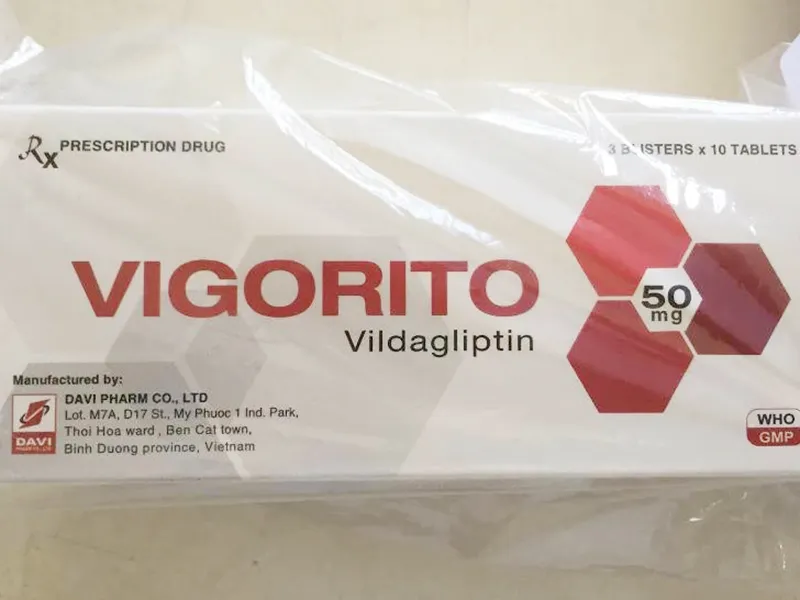 Rx PRESCRIPTION DRUG
3 BLISTERS x 10 TABLETS
VIGORITO
Vildagliptin
50
mg
Manufactured by:
DAVI PHARM CO., LTD
Lot. M7A, D17 St., My Phuoc 1 Ind. Park,
Thoi Hoa ward , Ben Cat town,
Binh Duong province, Vietnam
DAVI
WHO
GMP